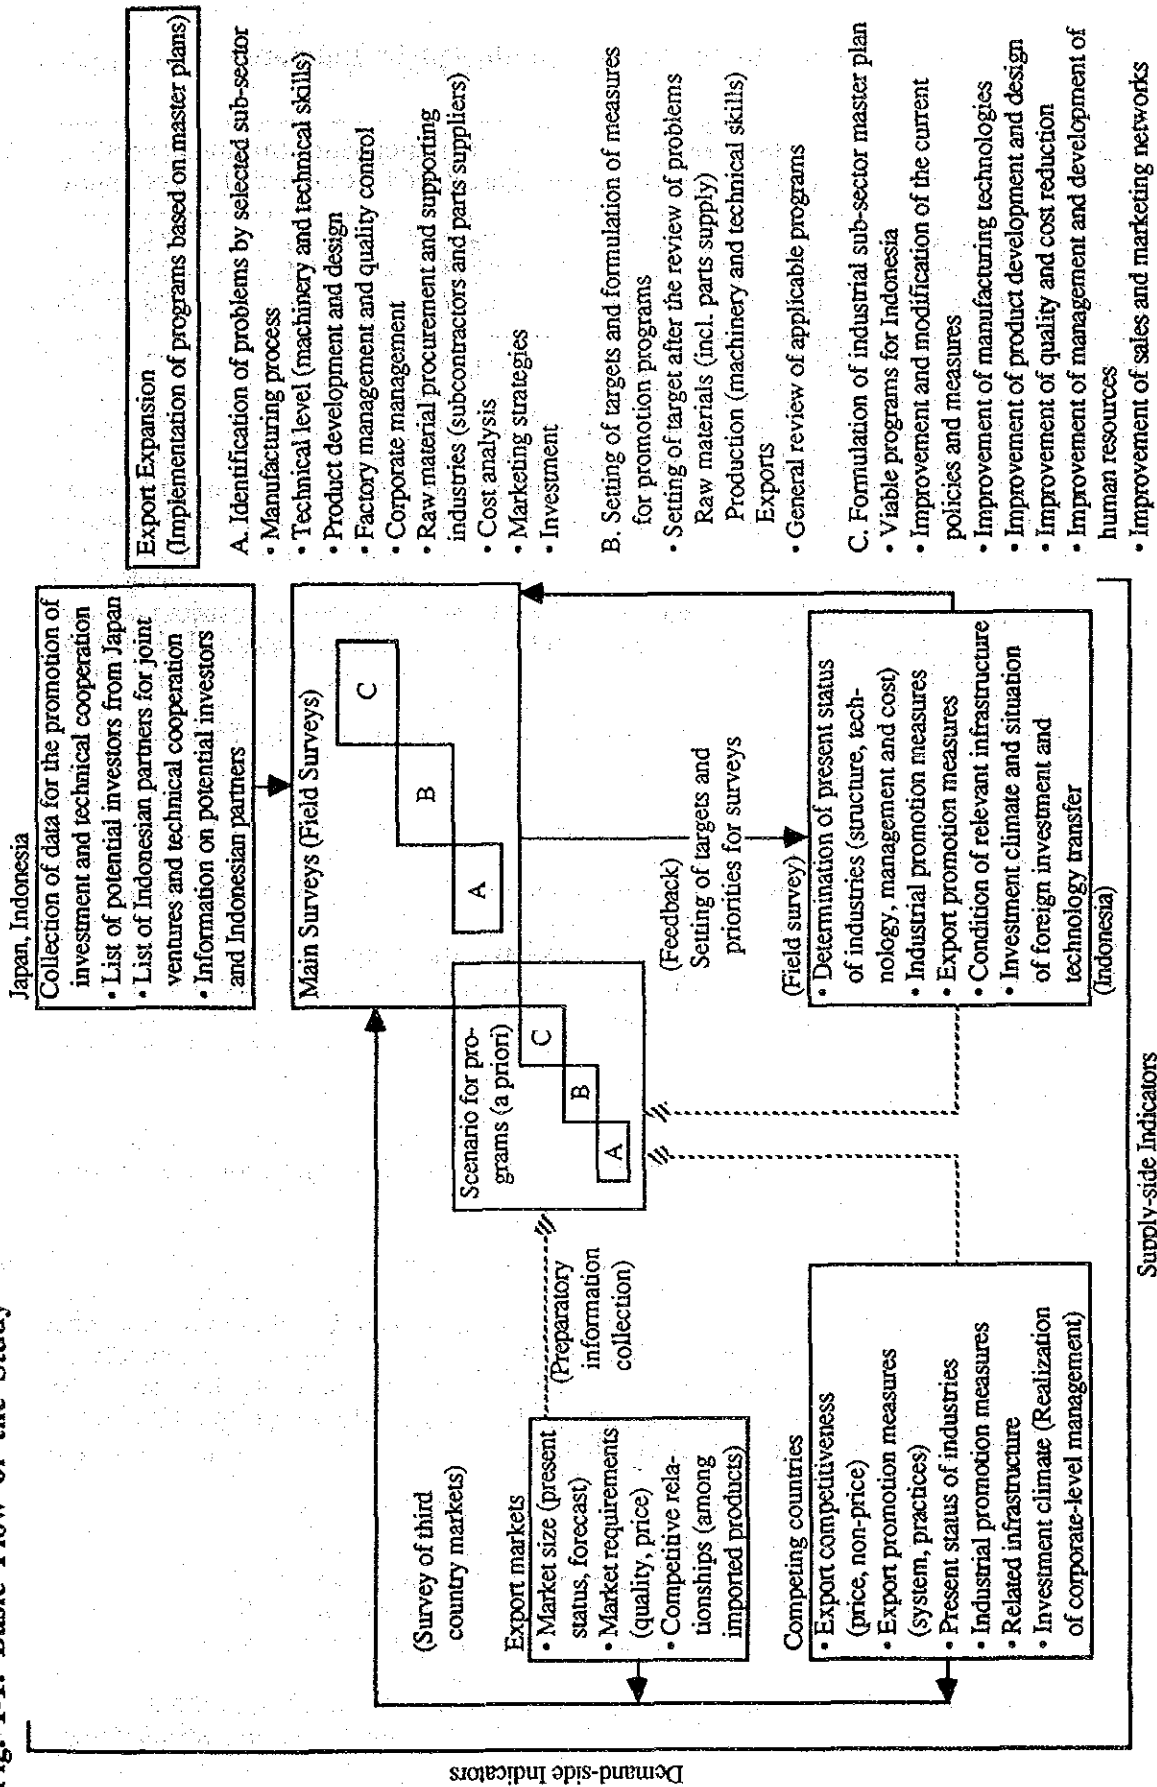 Fig. I-1. Basic Flow of the Study
Demand-side Indicators
(Survey of third
country markets)
Export markets
• Market size (present
status, forecast)
• Market requirements
(quality, price)
• Competitive rela-
tionships (among
imported products)
Competing countries
• Export competitiveness
(price, non-price)
• Export promotion measures
(system, practices)
• Present status of industries
• Industrial promotion measures
• Related infrastructure
• Investment climate (Realization
of corporate-level management)
(Preparatory
information
collection)
Scenario for pro-
grams (a priori)
C
B
A
Japan, Indonesia
Collection of data for the promotion of
investment and technical cooperation
• List of potential investors from Japan
• List of Indonesian partners for joint
ventures and technical cooperation
• Information on potential investors
and Indonesian partners
Main Surveys (Field Surveys)
C
B
A
(Feedback)
Setting of targets and
priorities for surveys
(Field survey)
• Determination of present status
of industries (structure, tech-
nology, management and cost)
• Industrial promotion measures
• Export promotion measures
• Condition of relevant infrastructure
• Investment climate and situation
of foreign investment and
technology transfer
(Indonesia)
Supply-side Indicators
Export Expansion
(Implementation of programs based on master plans)
A. Identification of problems by selected sub-sector
• Manufacturing process
• Technical level (machinery and technical skills)
• Product development and design
• Factory management and quality control
• Corporate management
• Raw material procurement and supporting
industries (subcontractors and parts suppliers)
• Cost analysis
• Marketing strategies
• Investment
B. Setting of targets and formulation of measures
for promotion programs
• Setting of target after the review of problems
Raw materials (incl. parts supply)
Production (machinery and technical skills)
Exports
• General review of applicable programs
C. Formulation of industrial sub-sector master plan
• Viable programs for Indonesia
• Improvement and modification of the current
policies and measures
• Improvement of manufacturing technologies
• Improvement of product development and design
• Improvement of quality and cost reduction
• Improvement of management and development of
human resources
• Improvement of sales and marketing networks